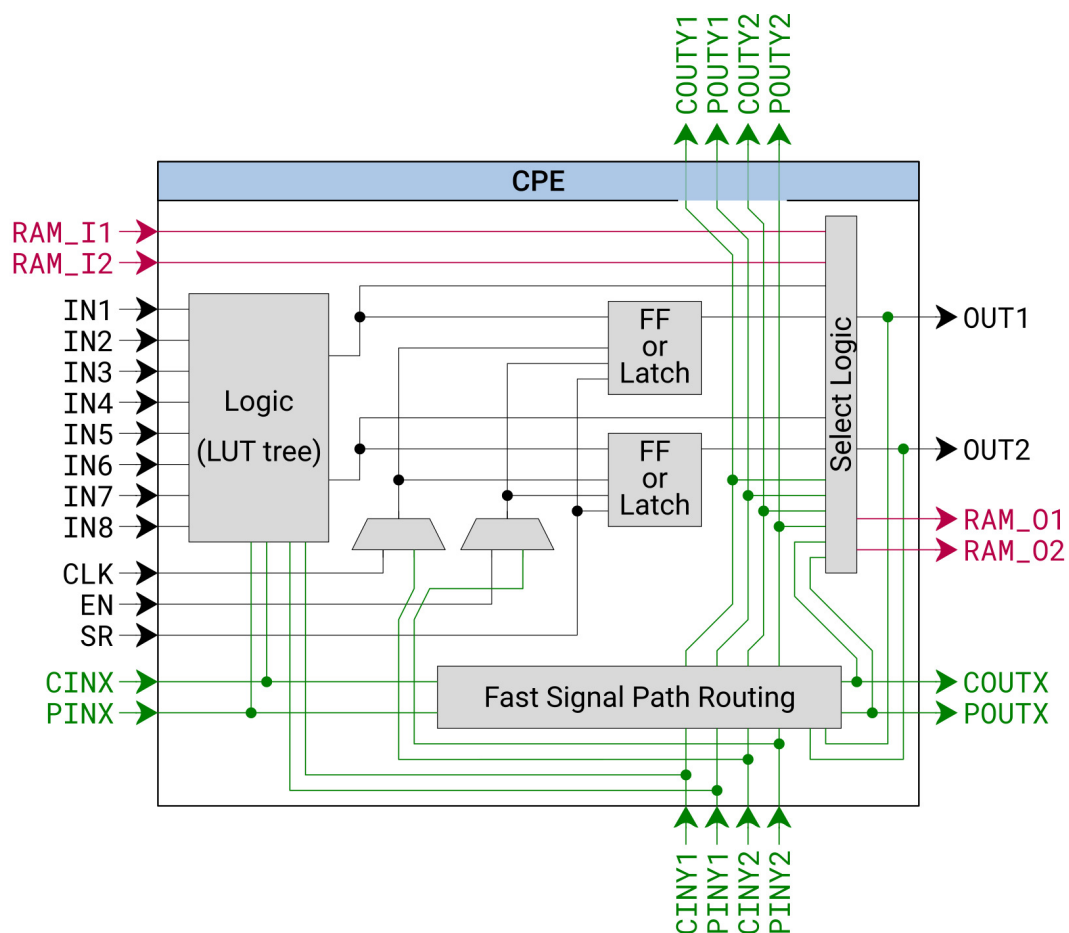 COUTY1
POUTY1
COUTY2
POUTY2
CPE
RAM_I1
RAM_I2
IN1
IN2
IN3
IN4
IN5
IN6
IN7
IN8
CLK
EN
SR
CINX
PINX
Logic
(LUT tree)
FF
or
Latch
FF
or
Latch
Select Logic
Fast Signal Path Routing
OUT1
OUT2
RAM_O1
RAM_O2
COUTX
POUTX
CINY1
PINY1
CINY2
PINY2